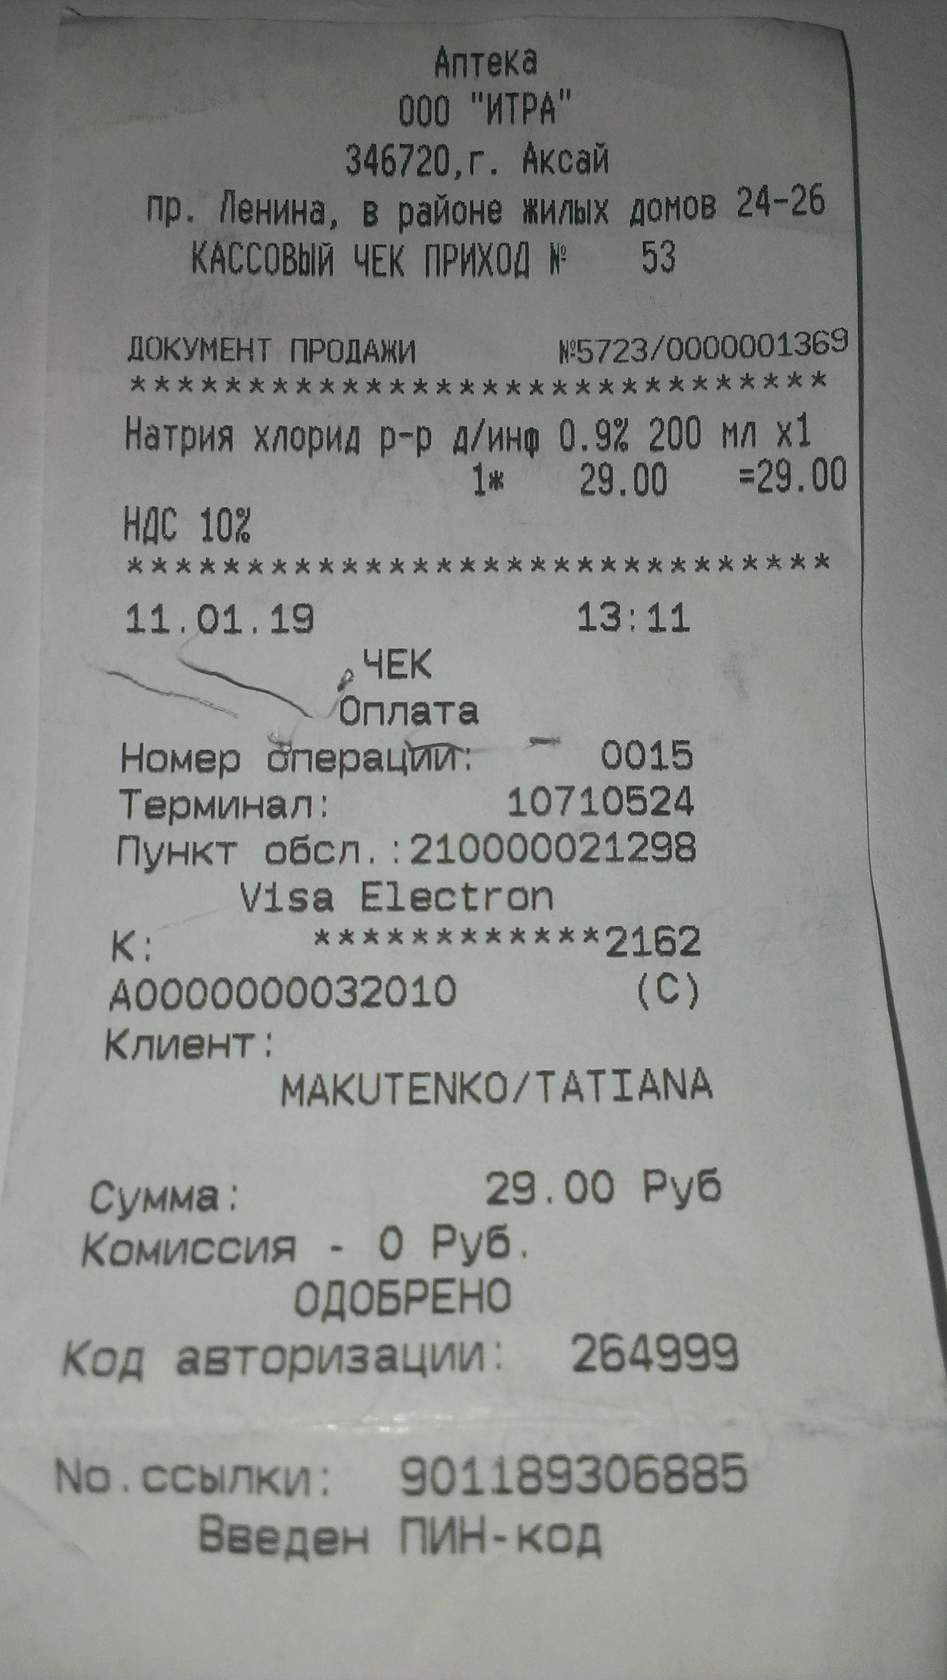 Аптека
ООО "ИТРА"
346720,г. Аксай
пр. Ленина, в районе жилых домов 24-26
КАССОВЫЙ ЧЕК ПРИХОД № 53
ДОКУМЕНТ ПРОДАЖИ №5723/0000001369
******************************
Натрия хлорид р-р д/инф 0.9% 200 мл х1
1* 29.00 =29.00
НДС 10%
******************************
11.01.19 13:11
ЧЕК
Оплата
Номер операции: 0015
Терминал: 10710524
Пункт обсл.:210000021298
Visa Electron
К: ************2162
A0000000032010 (C)
Клиент:
MAKUTENKO/TATIANA
Сумма: 29.00 Руб
Комиссия - 0 Руб.
ОДОБРЕНО
Код авторизации: 264999
No.ссылки: 901189306885
Введен ПИН-код